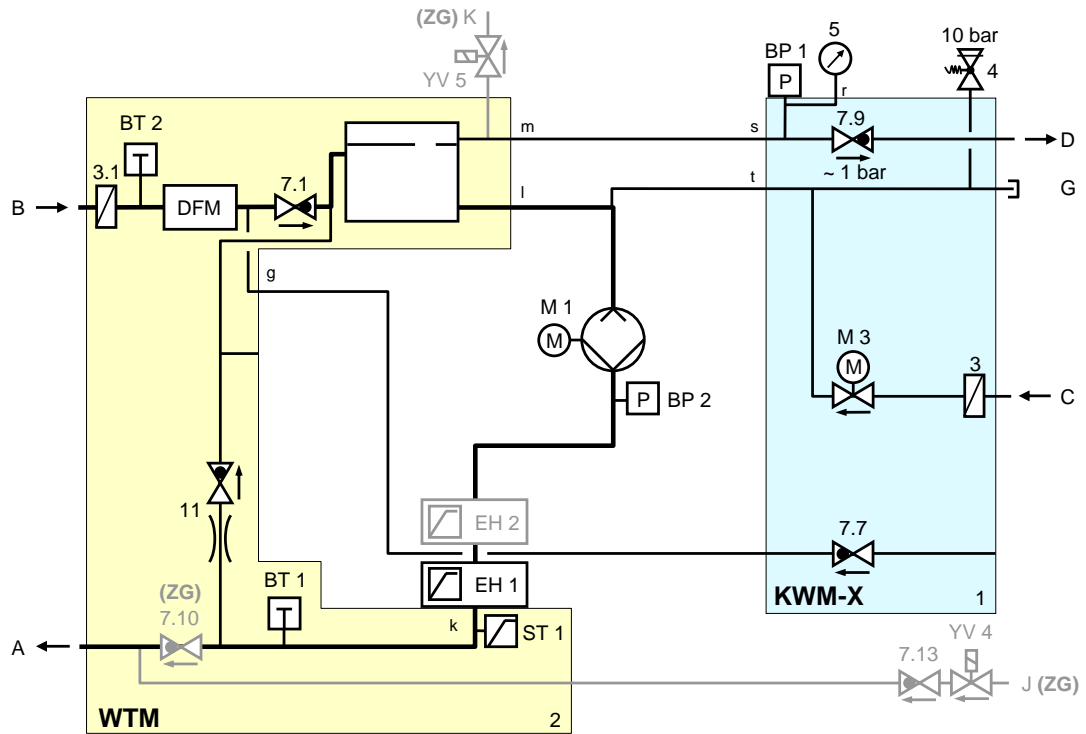 (ZG) K
YV 5
5
10 bar
BP 1
P
4
r
BT 2
m
s
7.9
D
3.1
7.1
~ 1 bar
B
DFM
l
t
G
g
M 1
M
M 3
M
3
P
BP 2
C
11
EH 2
7.7
BT 1
EH 1
(ZG)
7.10
k
ST 1
KWM-X
1
A
YV 4
7.13
J (ZG)
WTM
2